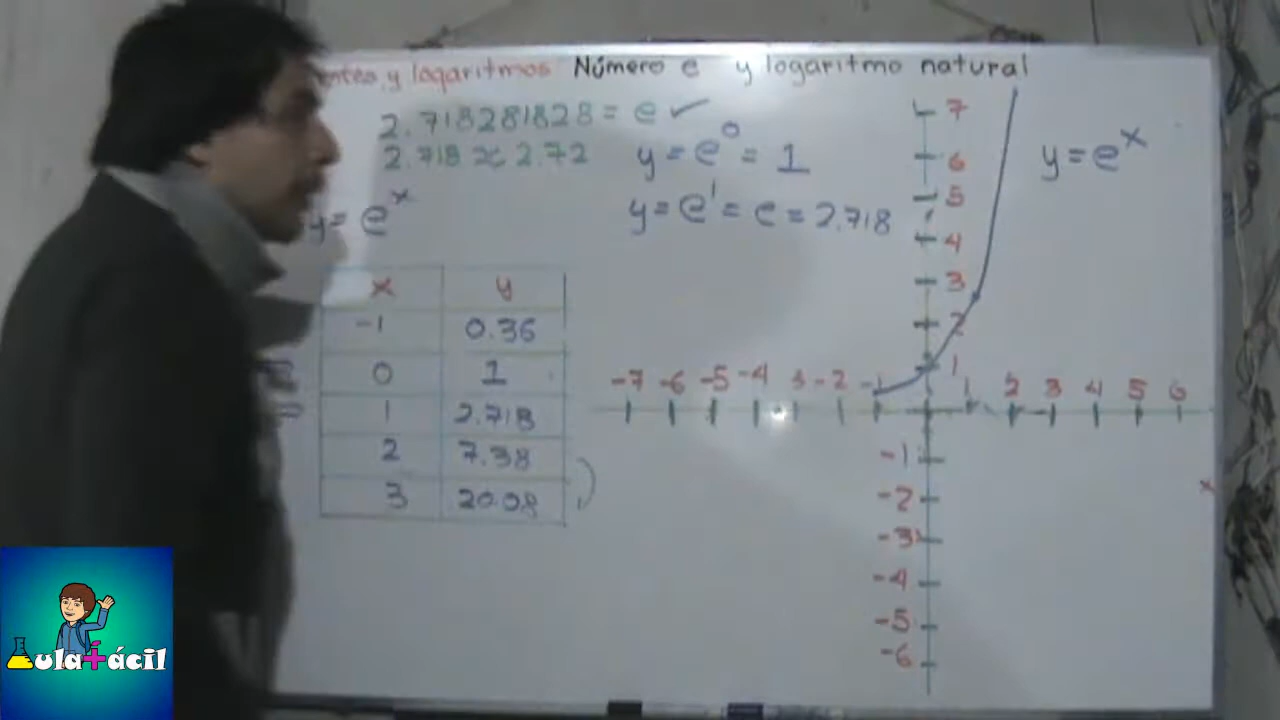 y logaritmos Número e y logaritmo natural
2.718281828 = e ✓
2.718 ≈ 2.72
y = e^0 = 1
y = e^x
y = e^1 = e = 2.718
y = e^x
x y
-1 0.36
0 1
1 2.718
2 7.38
3 20.08
7
6
5
4
3
2
1
-7 -6 -5 -4 3 -2 -1 1 2 3 4 5 6
-1
-2
-3
-4
-5
-6
x
Aula+ácil